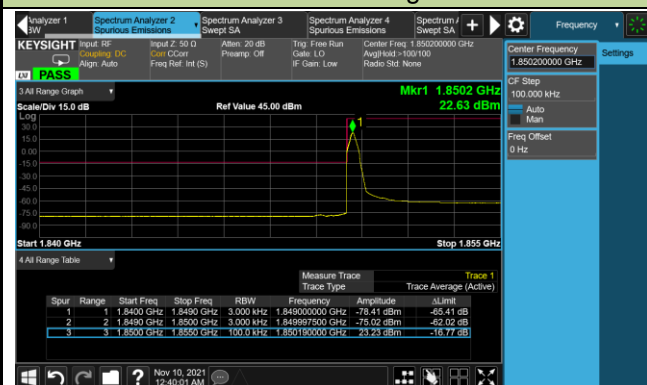 Spectrum Analyzer 2
Spurious Emissions
Spectrum Analyzer 3
Swept SA
Spectrum Analyzer 4
Spurious Emissions
Swept SA
Frequency
KEYSIGHT
Input: RF
Coupling: DC
Align: Auto
Input Z: 50 Ω
Corr CCorr
Freq Ref: Int (S)
Atten: 20 dB
Preamp: Off
Trig: Free Run
Gate: LO
IF Gain: Low
Center Freq: 1.850200000 GHz
Avg|Hold:>100/100
Radio Std: None
LXI PASS
Center Frequency
1.850200000 GHz
Settings
CF Step
100.000 kHz
Auto
Man
Freq Offset
0 Hz
3 All Range Graph
Mkr1 1.8502 GHz
Scale/Div 15.0 dB
Ref Value 45.00 dBm
22.63 dBm
Log
30.0
15.0
0.00
-15.0
-30.0
-45.0
-60.0
-75.0
-90.0
1
Start 1.840 GHz
Stop 1.855 GHz
4 All Range Table
Measure Trace Trace 1
Trace Type Trace Average (Active)
Spur Range Start Freq Stop Freq RBW Frequency Amplitude ΔLimit
1 1 1.8400 GHz 1.8490 GHz 3.000 kHz 1.849000000 GHz -78.41 dBm -65.41 dB
2 2 1.8490 GHz 1.8500 GHz 3.000 kHz 1.849997500 GHz -75.02 dBm -62.02 dB
3 3 1.8500 GHz 1.8550 GHz 100.0 kHz 1.850190000 GHz 23.23 dBm -16.77 dB
Nov 10, 2021
12:40:01 AM